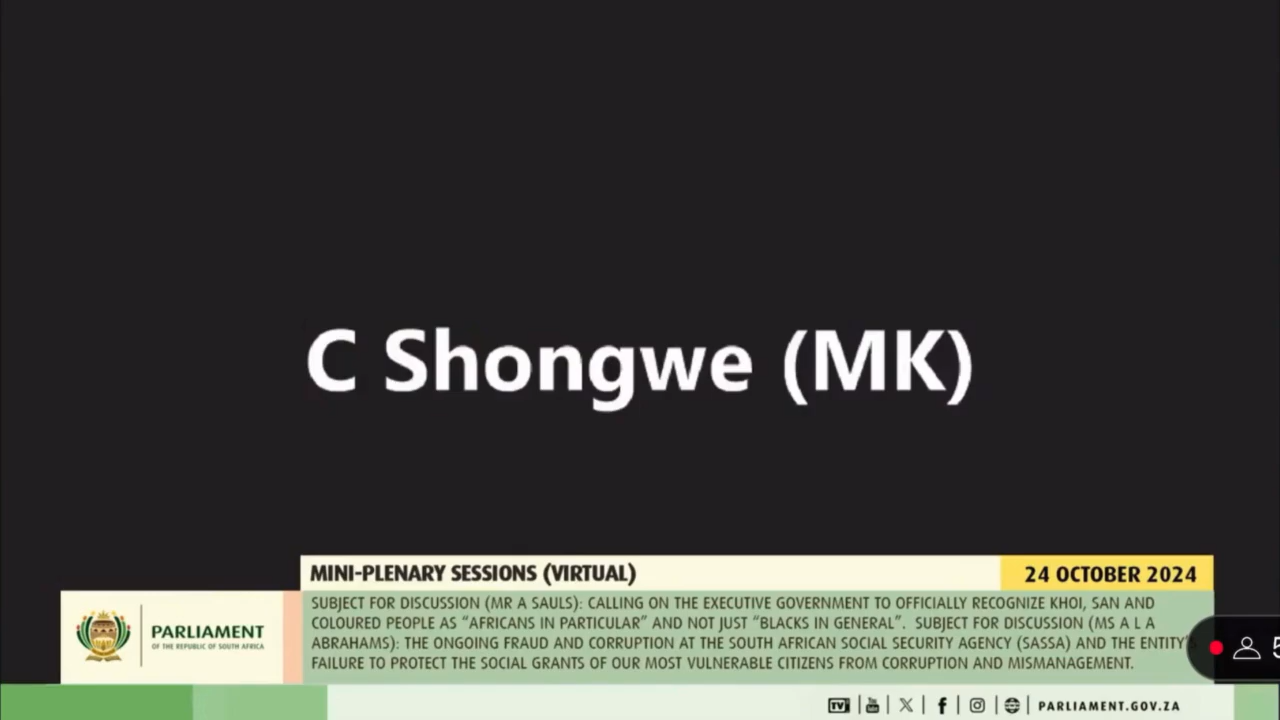 C Shongwe (MK)
MINI-PLENARY SESSIONS (VIRTUAL)
24 OCTOBER 2024
SUBJECT FOR DISCUSSION (MR A SAULS): CALLING ON THE EXECUTIVE GOVERNMENT TO OFFICIALLY RECOGNIZE KHOI, SAN AND
COLOURED PEOPLE AS “AFRICANS IN PARTICULAR” AND NOT JUST “BLACKS IN GENERAL”. SUBJECT FOR DISCUSSION (MS A L A
ABRAHAMS): THE ONGOING FRAUD AND CORRUPTION AT THE SOUTH AFRICAN SOCIAL SECURITY AGENCY (SASSA) AND THE ENTITY'S
FAILURE TO PROTECT THE SOCIAL GRANTS OF OUR MOST VULNERABLE CITIZENS FROM CORRUPTION AND MISMANAGEMENT.
PARLIAMENT
OF THE REPUBLIC OF SOUTH AFRICA
5
PARLIAMENT.GOV.ZA